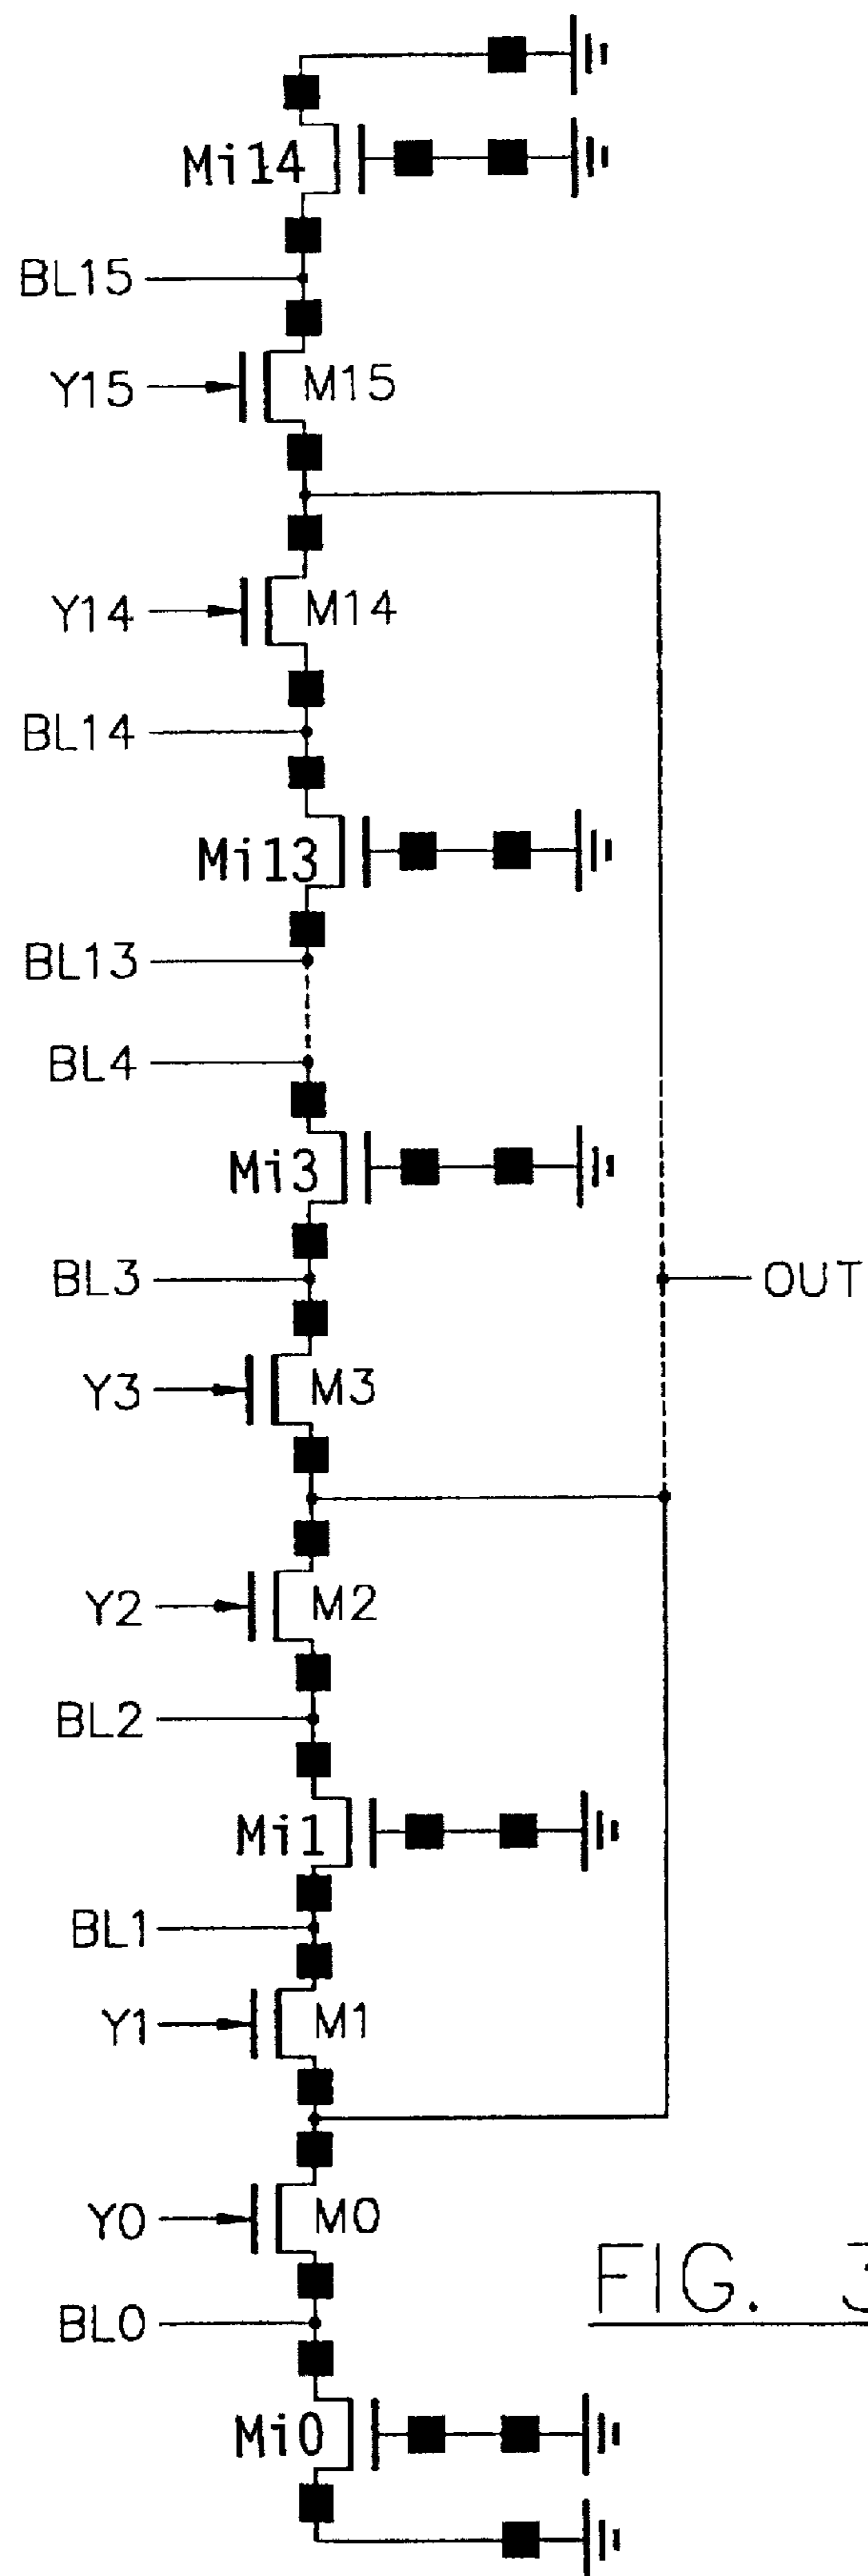 Mi14
BL15
Y15
M15
Y14
M14
BL14
Mi13
BL13
BL4
Mi3
BL3
OUT
Y3
M3
Y2
M2
BL2
Mi1
BL1
Y1
M1
Y0
M0
FIG. 3
BL0
Mi0